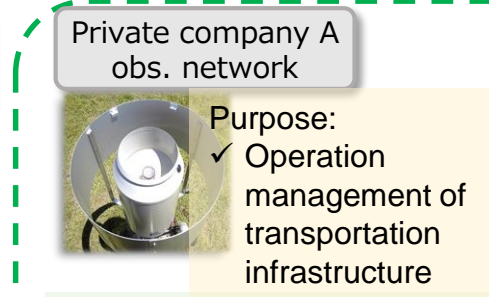 Private company A
obs. network
Purpose:
✓ Operation
management of
transportation
infrastructure